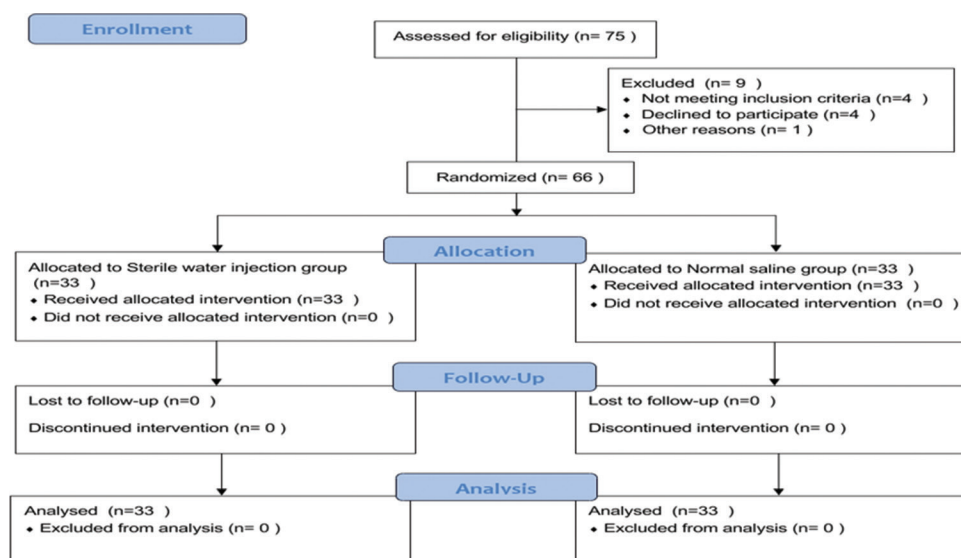 Enrollment
Assessed for eligibility (n= 75 )
Excluded (n= 9 )
♦ Not meeting inclusion criteria (n=4 )
♦ Declined to participate (n=4 )
♦ Other reasons (n= 1 )
Randomized (n= 66 )
Allocation
Allocated to Sterile water injection group
(n=33 )
♦ Received allocated intervention (n=33 )
♦ Did not receive allocated intervention (n=0 )
Allocated to Normal saline group (n=33 )
♦ Received allocated intervention (n=33 )
♦ Did not receive allocated intervention (n=0 )
Follow-Up
Lost to follow-up (n=0 )
Discontinued intervention (n= 0 )
Lost to follow-up (n=0 )
Discontinued intervention (n= 0 )
Analysis
Analysed (n=33 )
♦ Excluded from analysis (n= 0 )
Analysed (n=33 )
♦ Excluded from analysis (n= 0 )